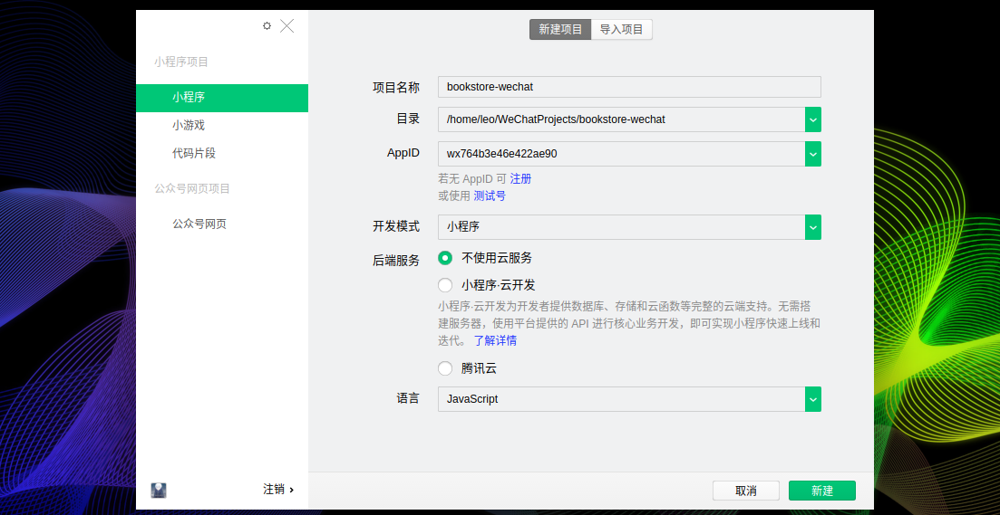 新建项目 导入项目
小程序项目
小程序
小游戏
代码片段
公众号网页项目
公众号网页
注销 ›
项目名称 bookstore-wechat
目录 /home/leo/WeChatProjects/bookstore-wechat
AppID wx764b3e46e422ae90
若无 AppID 可 注册
或使用 测试号
开发模式 小程序
后端服务 不使用云服务
小程序·云开发
小程序·云开发为开发者提供数据库、存储和云函数等完整的云端支持。无需搭
建服务器，使用平台提供的 API 进行核心业务开发，即可实现小程序快速上线和
迭代。 了解详情
腾讯云
语言 JavaScript
取消 新建